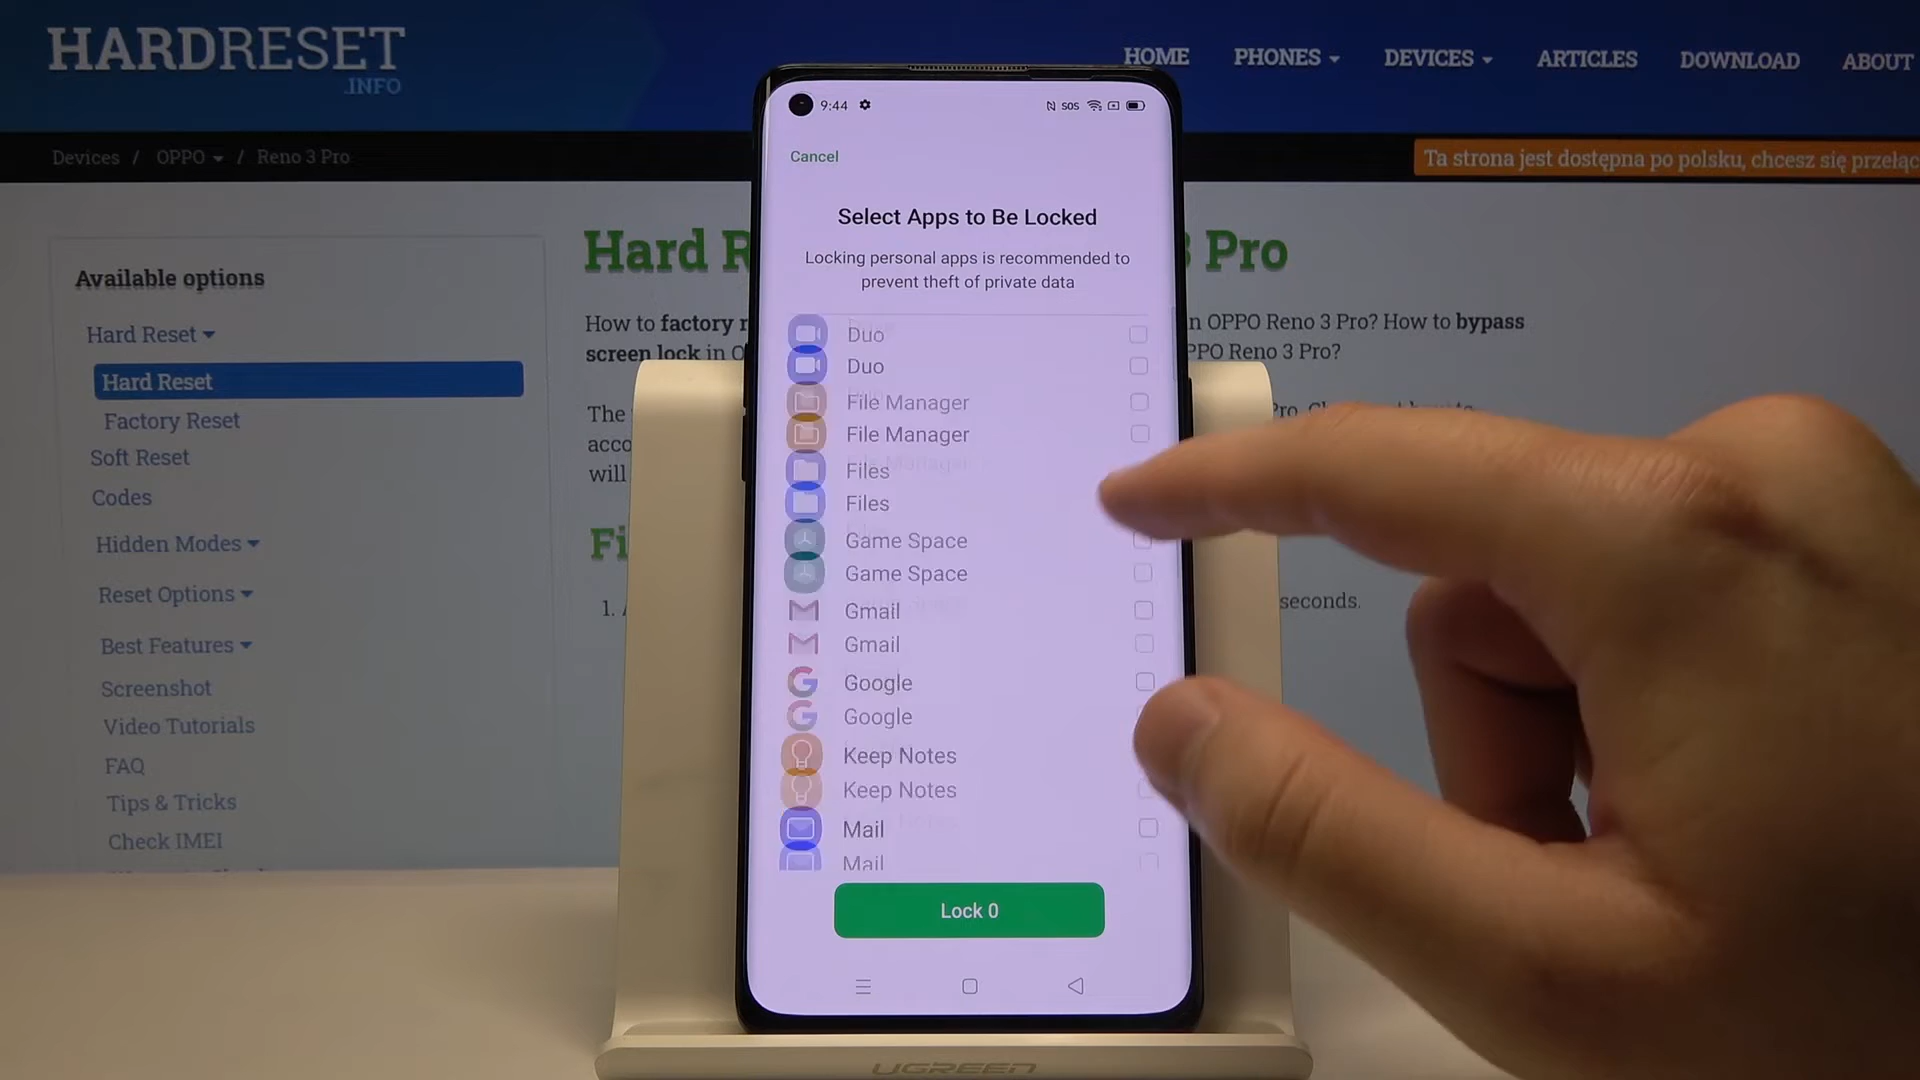 HARDRESET
.INFO
HOME PHONES DEVICES ARTICLES DOWNLOAD ABOUT
Devices / OPPO / Reno 3 Pro
Ta strona jest dostępna po polsku, chcesz się
Available options
Hard Reset
Hard Reset
Factory Reset
Soft Reset
Codes
Hidden Modes
Reset Options
Best Features
Screenshot
Video Tutorials
FAQ
Tips & Tricks
Check IMEI
Hard
Pro
How to factory
OPPO Reno 3 Pro? How to bypass
screen lock in
Reno 3 Pro?
The
will
1.
seconds.
9:44
SOS
Cancel
Select Apps to Be Locked
Locking personal apps is recommended to
prevent theft of private data
Duo
Duo
File Manager
File Manager
Files
Files
Game Space
Game Space
Gmail
Gmail
Google
Google
Keep Notes
Keep Notes
Mail
Mail
Lock 0
UGREEN